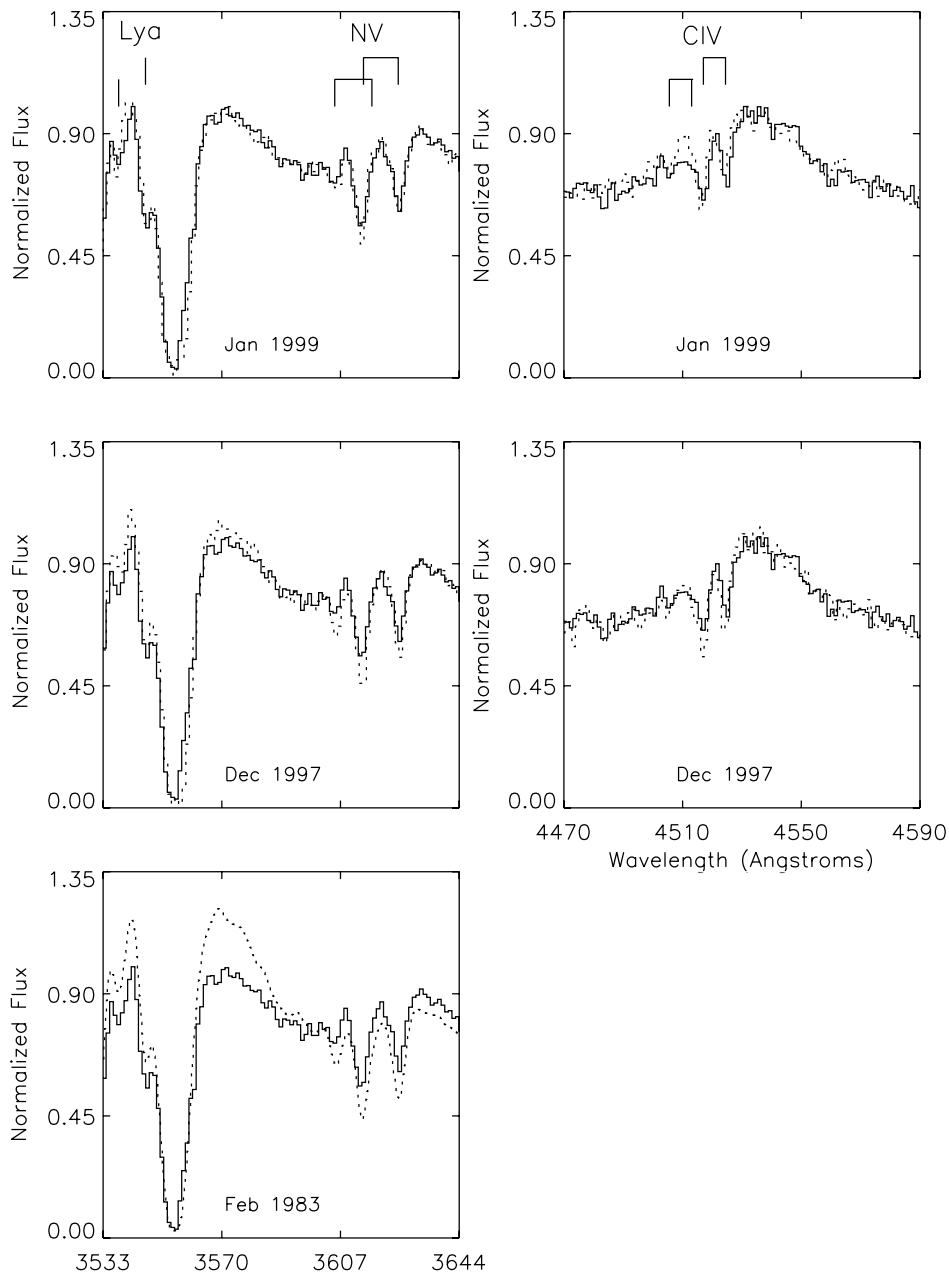 Lya NV
CIV
1.35
0.90
0.45
0.00
Normalized Flux
Jan 1999
1.35
0.90
0.45
0.00
Normalized Flux
Jan 1999
1.35
0.90
0.45
0.00
Normalized Flux
Dec 1997
1.35
0.90
0.45
0.00
Normalized Flux
Dec 1997
4470 4510 4550 4590
Wavelength (Angstroms)
1.35
0.90
0.45
0.00
Normalized Flux
Feb 1983
3533 3570 3607 3644